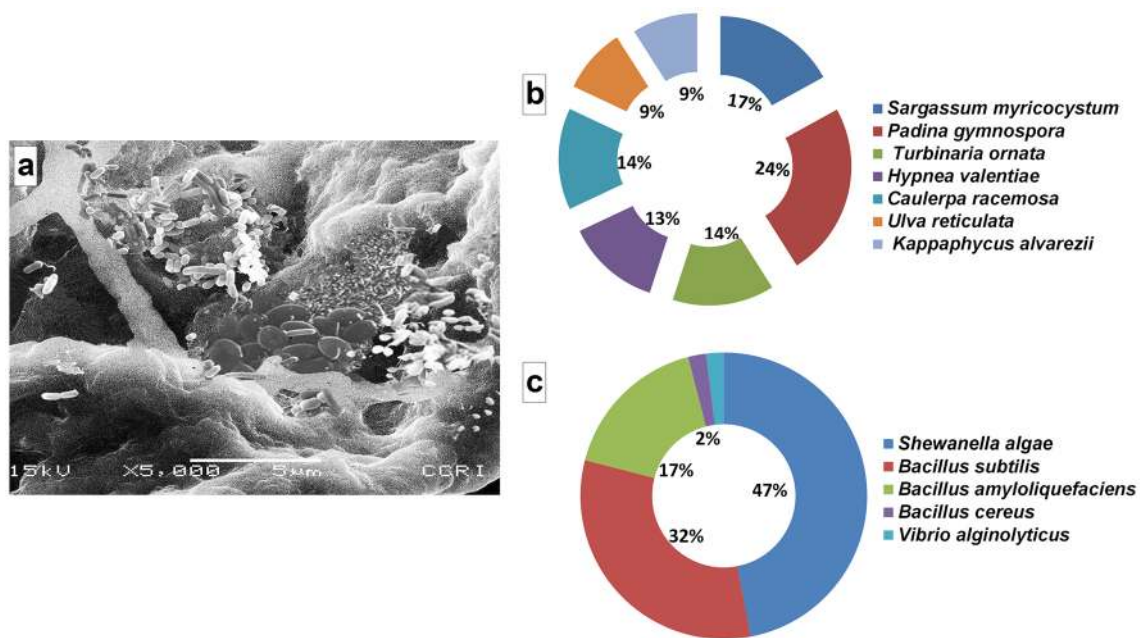 a
15kV X5,000 5μm CGRI
b
17%
24%
14%
13%
14%
9%
9%
Sargassum myricocystum
Padina gymnospora
Turbinaria ornata
Hypnea valentiae
Caulerpa racemosa
Ulva reticulata
Kappaphycus alvarezii
c
47%
32%
17%
2%
Shewanella algae
Bacillus subtilis
Bacillus amyloliquefaciens
Bacillus cereus
Vibrio alginolyticus